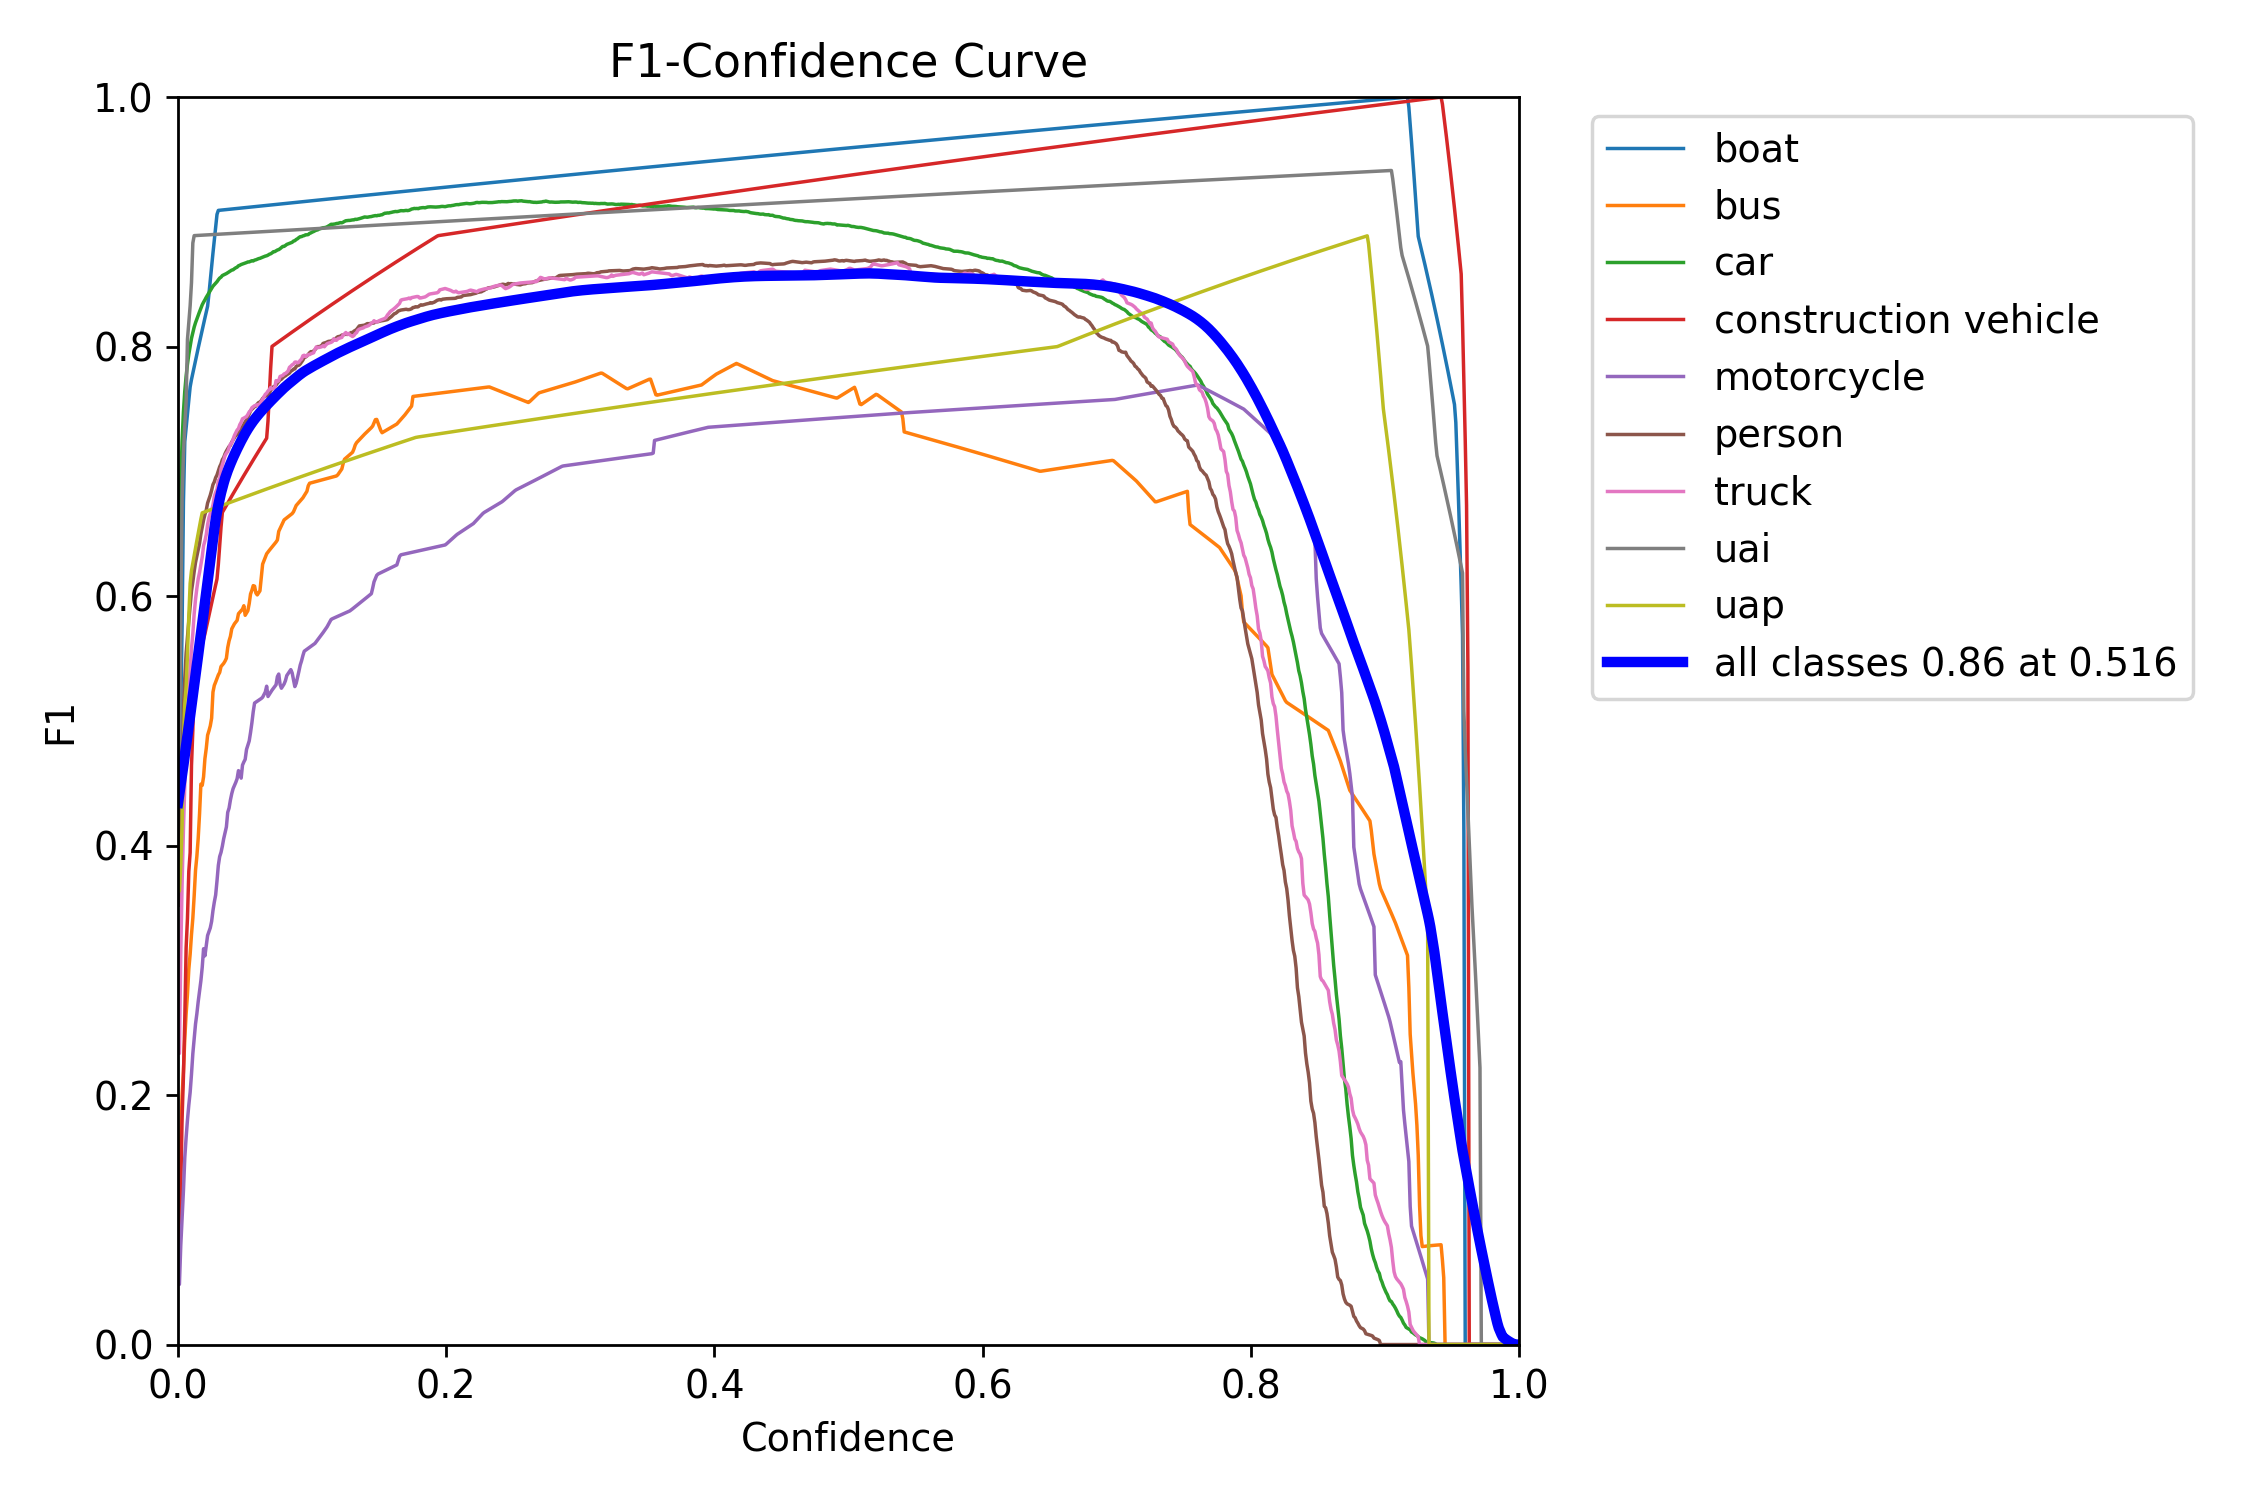 F1-Confidence Curve
1.0
0.8
0.6
0.4
0.2
0.0
F1
0.0 0.2 0.4 0.6 0.8 1.0
Confidence
boat
bus
car
construction vehicle
motorcycle
person
truck
uai
uap
all classes 0.86 at 0.516